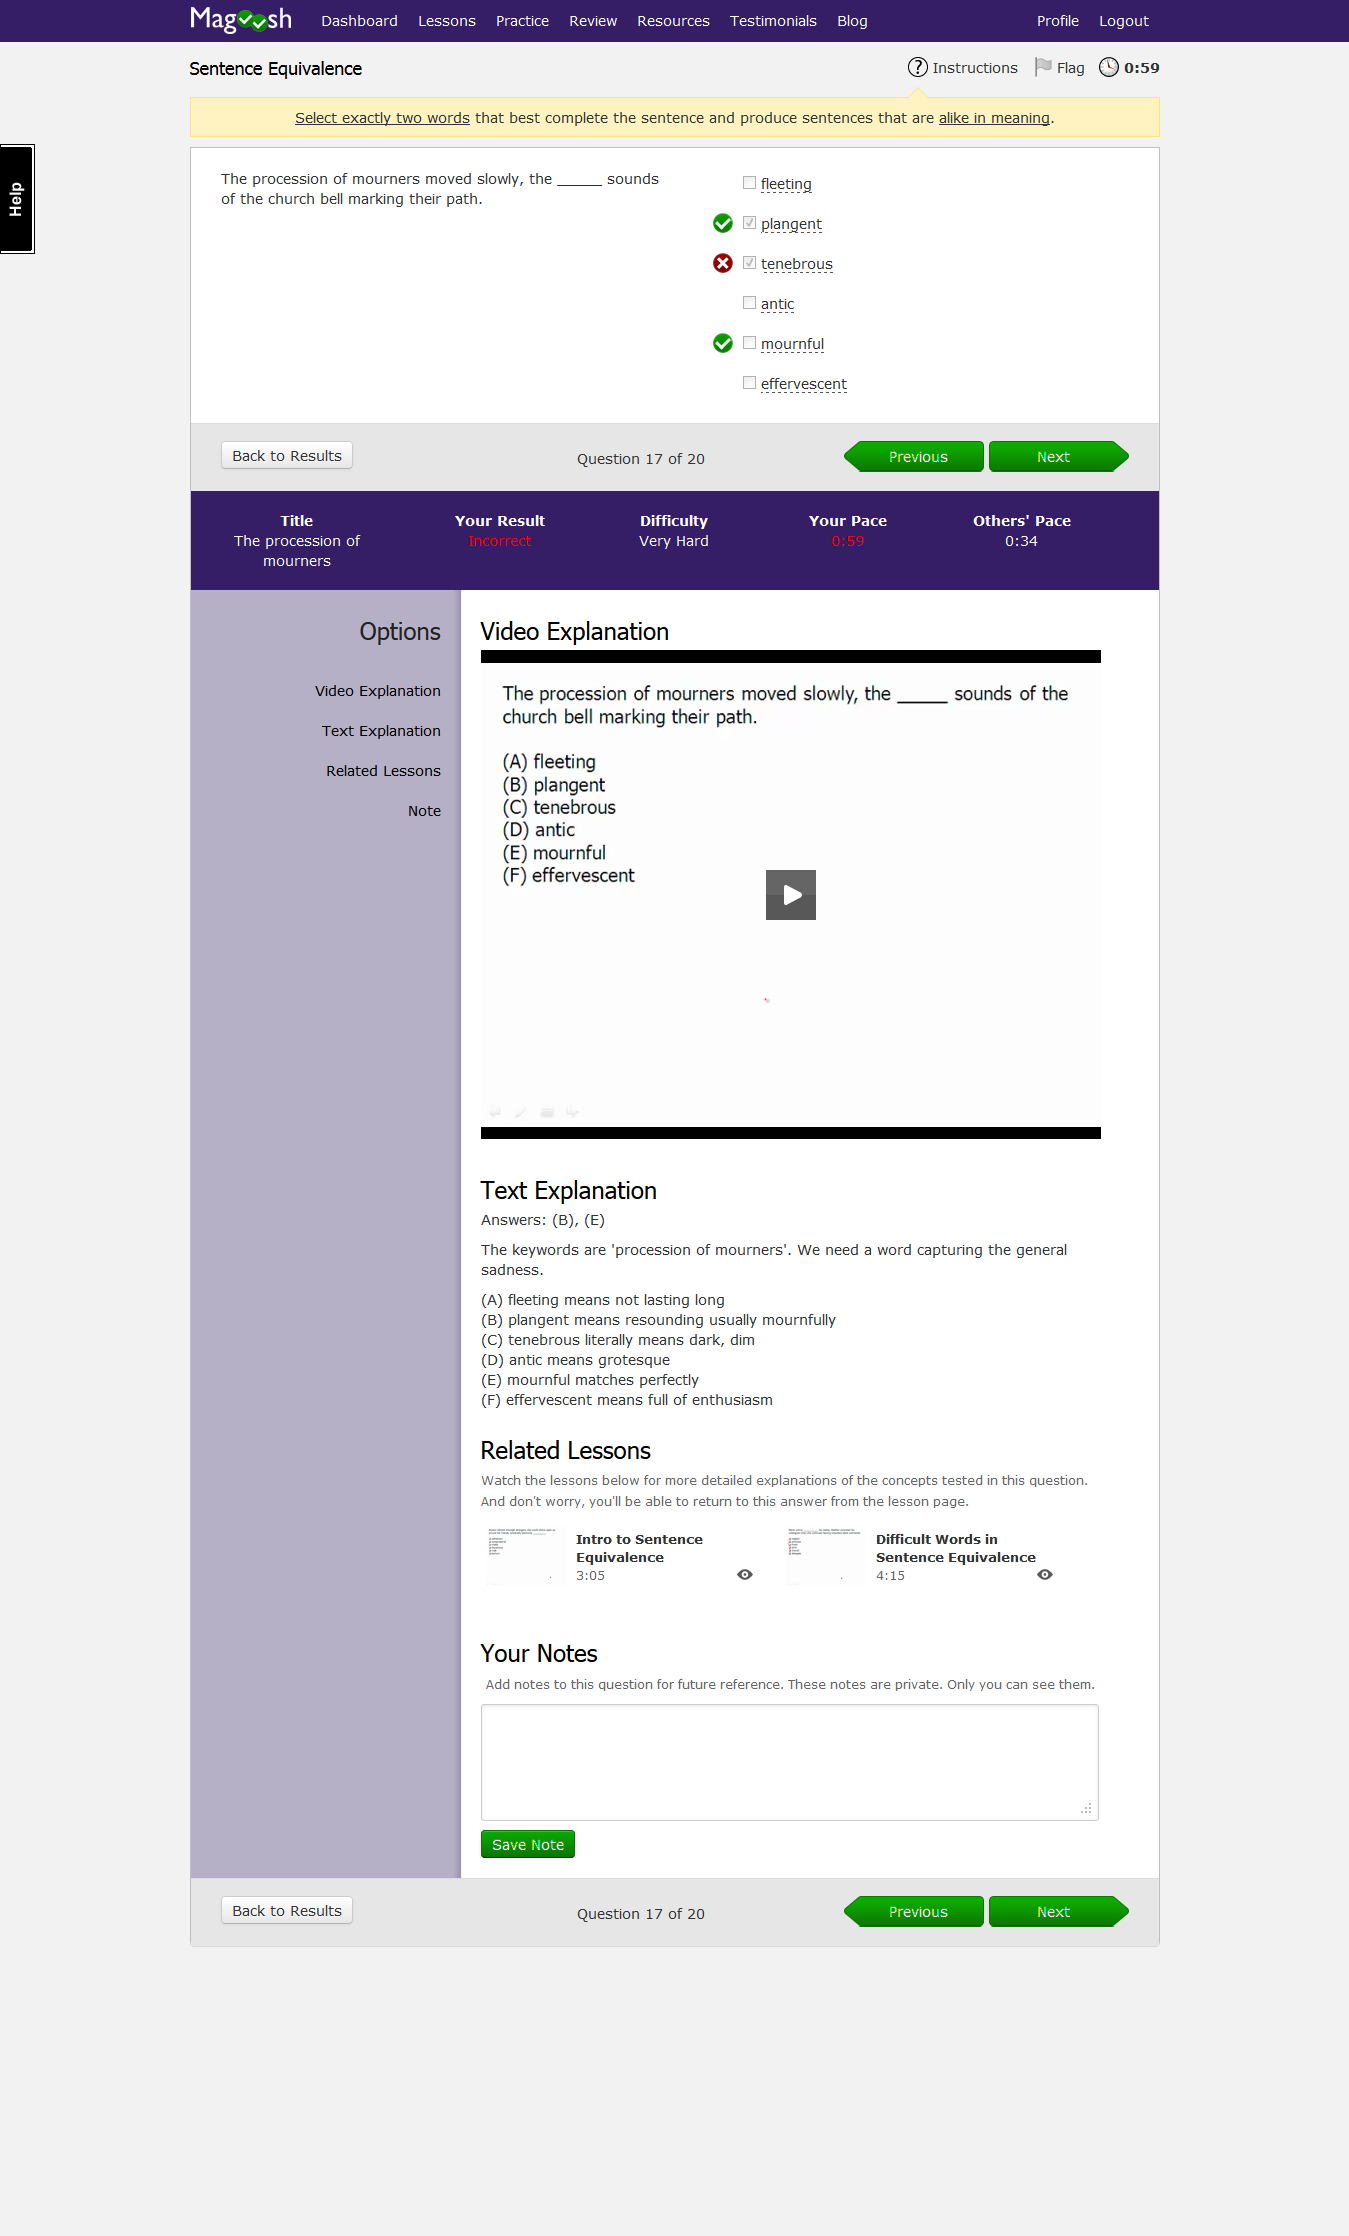 Magoosh Dashboard Lessons Practice Review Resources Testimonials Blog Profile Logout
Sentence Equivalence
? Instructions Flag 0:59
Select exactly two words that best complete the sentence and produce sentences that are alike in meaning.
Help
The procession of mourners moved slowly, the ______ sounds
of the church bell marking their path.
fleeting
plangent
tenebrous
antic
mournful
effervescent
Back to Results Question 17 of 20 Previous Next
Title Your Result Difficulty Your Pace Others' Pace
The procession of Incorrect Very Hard 0:59 0:34
mourners
Options
Video Explanation
Text Explanation
Related Lessons
Note
Video Explanation
The procession of mourners moved slowly, the _____ sounds of the
church bell marking their path.
(A) fleeting
(B) plangent
(C) tenebrous
(D) antic
(E) mournful
(F) effervescent
Text Explanation
Answers: (B), (E)
The keywords are 'procession of mourners'. We need a word capturing the general
sadness.
(A) fleeting means not lasting long
(B) plangent means resounding usually mournfully
(C) tenebrous literally means dark, dim
(D) antic means grotesque
(E) mournful matches perfectly
(F) effervescent means full of enthusiasm
Related Lessons
Watch the lessons below for more detailed explanations of the concepts tested in this question.
And don't worry, you'll be able to return to this answer from the lesson page.
Intro to Sentence
Equivalence
3:05
Difficult Words in
Sentence Equivalence
4:15
Your Notes
Add notes to this question for future reference. These notes are private. Only you can see them.
Save Note
Back to Results Question 17 of 20 Previous Next